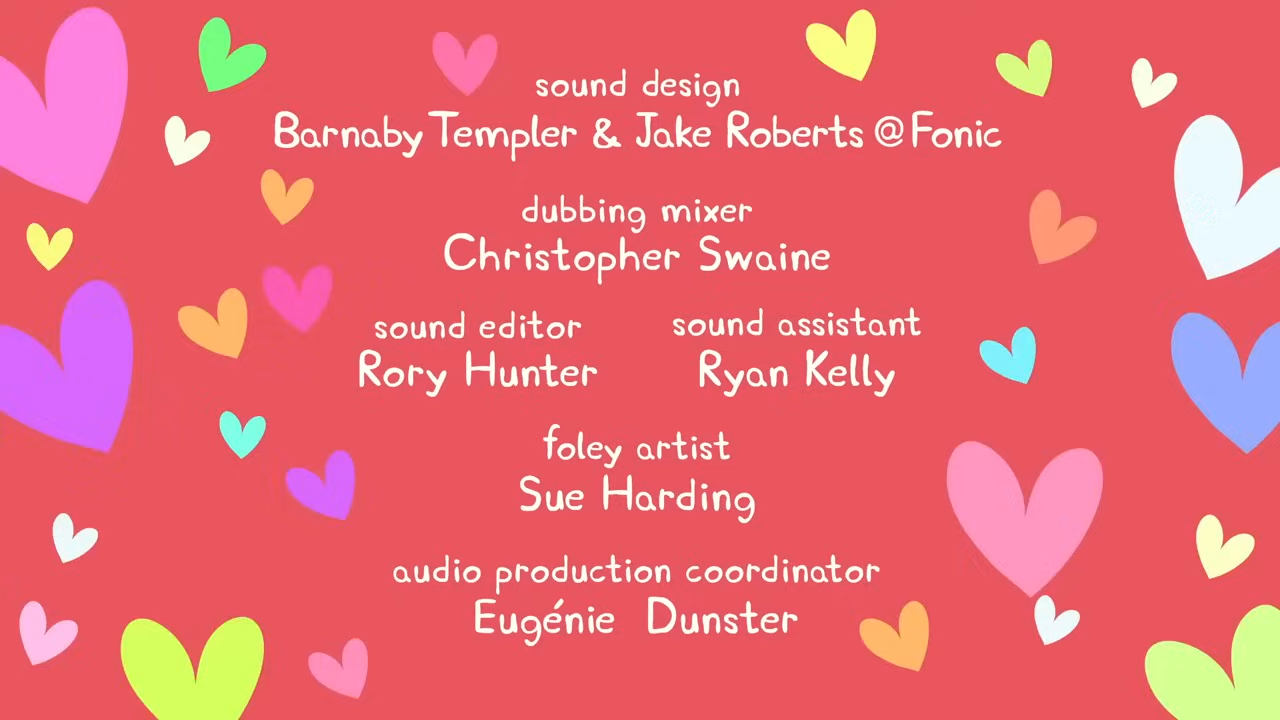 sound design
Barnaby Templer & Jake Roberts @ Fonic
dubbing mixer
Christopher Swaine
sound editor
Rory Hunter
sound assistant
Ryan Kelly
foley artist
Sue Harding
audio production coordinator
Eugénie Dunster